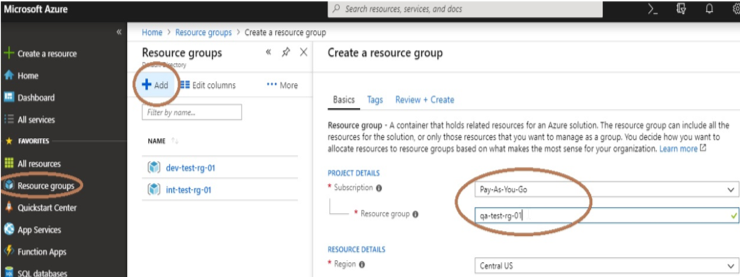 Microsoft Azure
Search resources, services, and docs
Create a resource
Home
Dashboard
All services
FAVORITES
All resources
Resource groups
Quickstart Center
App Services
Function Apps
SQL databases
Home > Resource groups > Create a resource group
Resource groups
Directory
Add Edit columns ••• More
Filter by name...
NAME
dev-test-rg-01
int-test-rg-01
Create a resource group
Basics Tags Review + Create
Resource group - A container that holds related resources for an Azure solution. The resource group can include all the
resources for the solution, or only those resources that you want to manage as a group. You decide how you want to
allocate resources to resource groups based on what makes the most sense for your organization. Learn more
PROJECT DETAILS
* Subscription Pay-As-You-Go
* Resource group qa-test-rg-01
RESOURCE DETAILS
* Region Central US